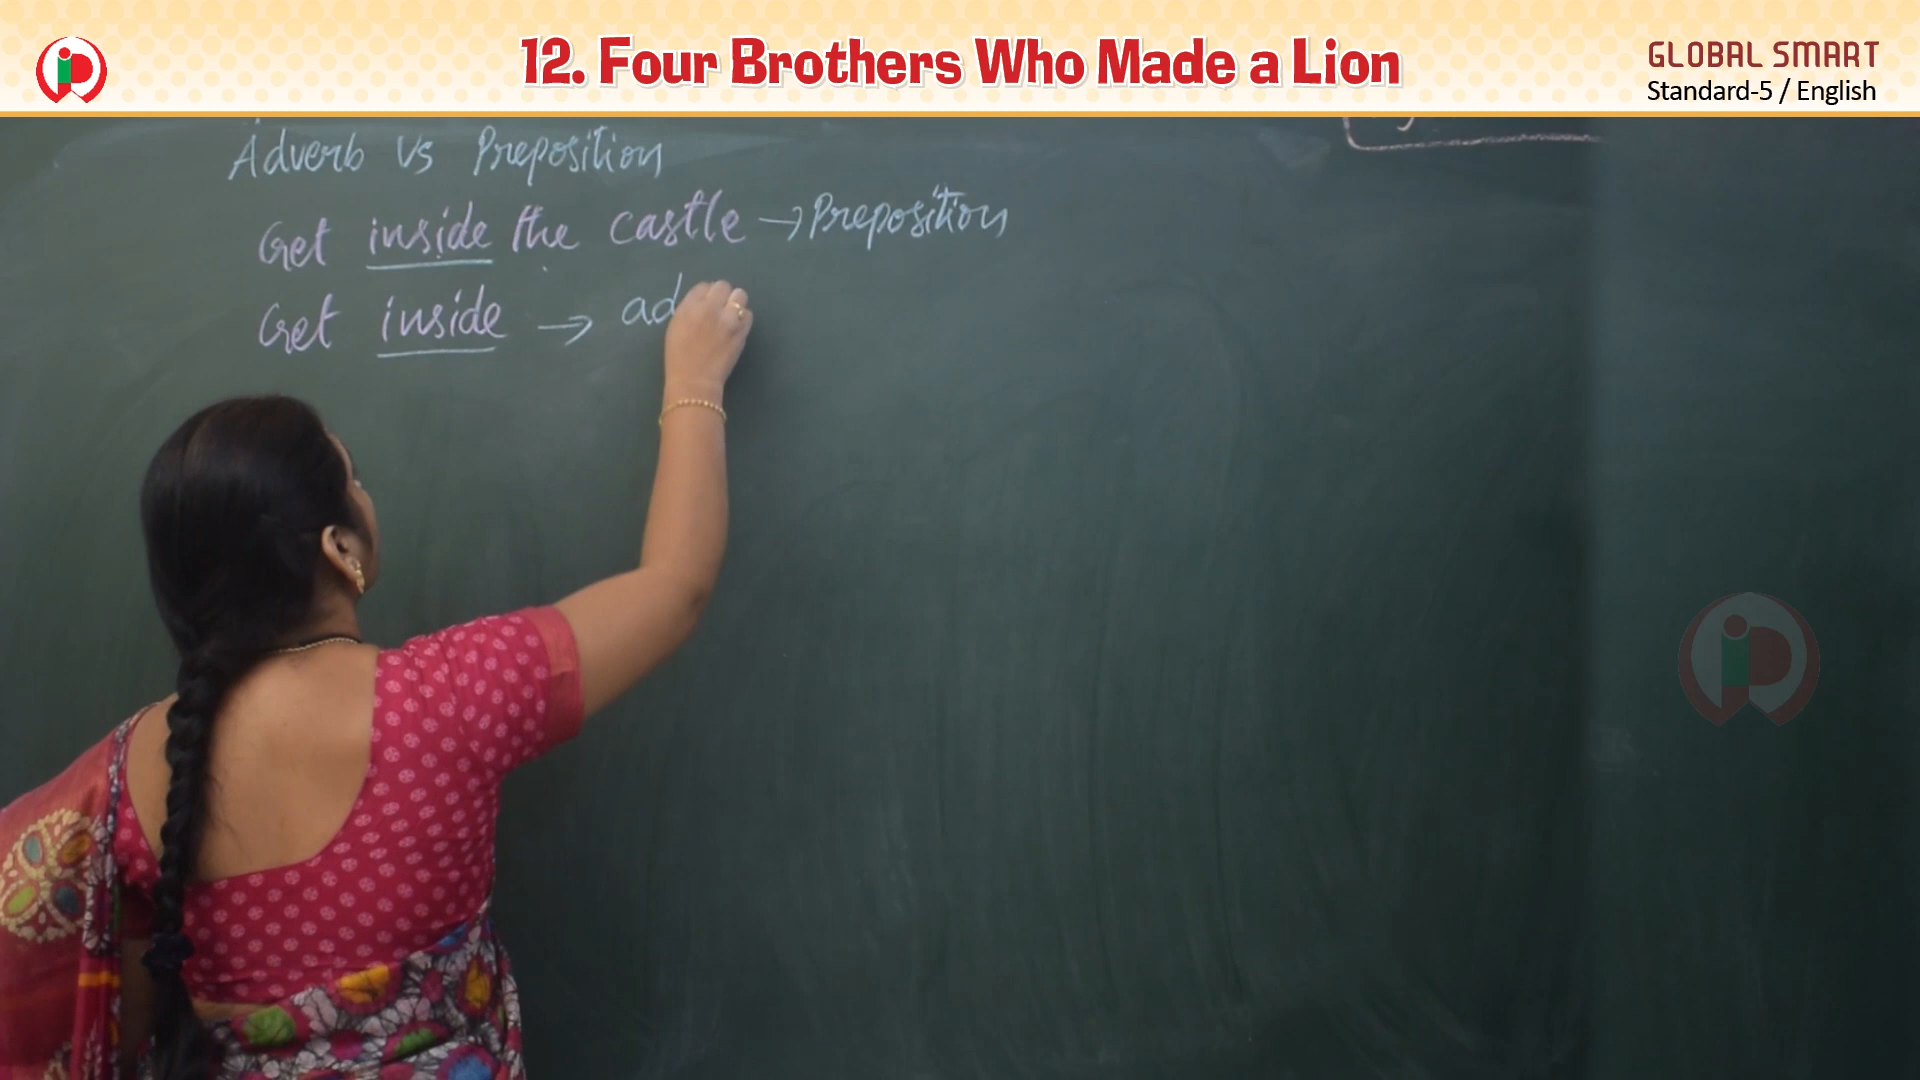 12. Four Brothers Who Made a Lion
GLOBAL SMART
Standard-5 / English
Adverb vs Preposition
Get inside the castle → Preposition
Get inside → ad